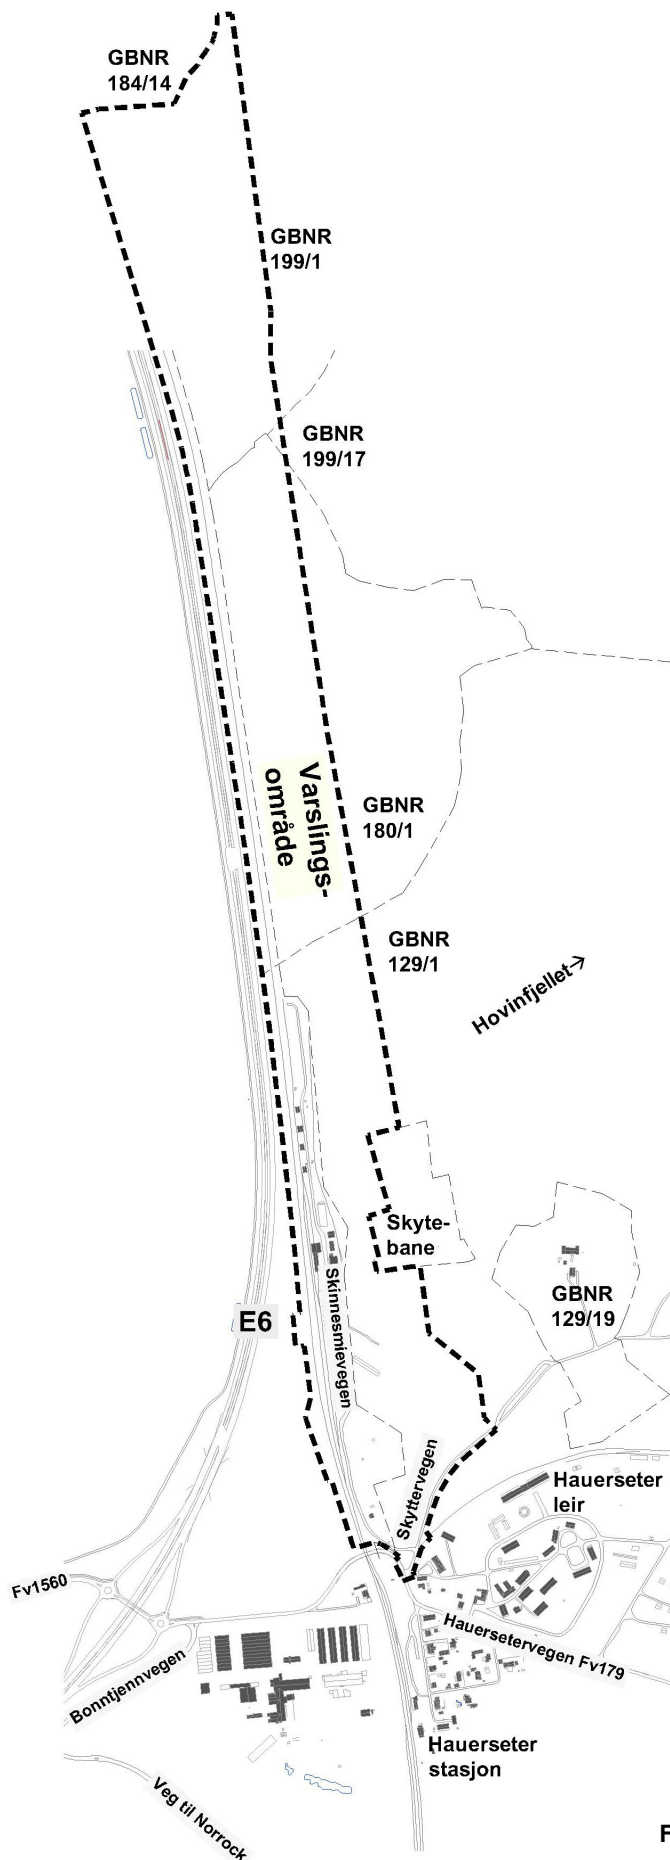 GBNR
184/14
GBNR
199/1
GBNR
199/17
Varslings-
område
GBNR
180/1
GBNR
129/1
Hovinfjellet→
Skyte-
bane
GBNR
129/19
E6
Skinnesmievegen
Skyttervegen
Hauerseter
leir
Fv1560
Bonntjennvegen
Hauersetervegen Fv179
Hauerseter
stasjon
Veg til Norrock
F